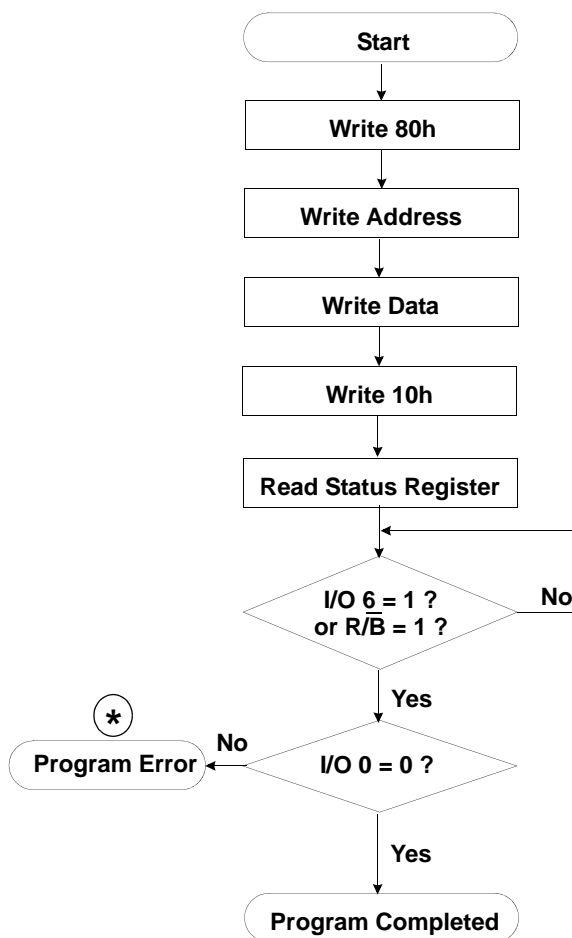 Start
Write 80h
Write Address
Write Data
Write 10h
Read Status Register
I/O 6 = 1 ?
or R/B̅ = 1 ?
No
Yes
*
No
Program Error
I/O 0 = 0 ?
Yes
Program Completed